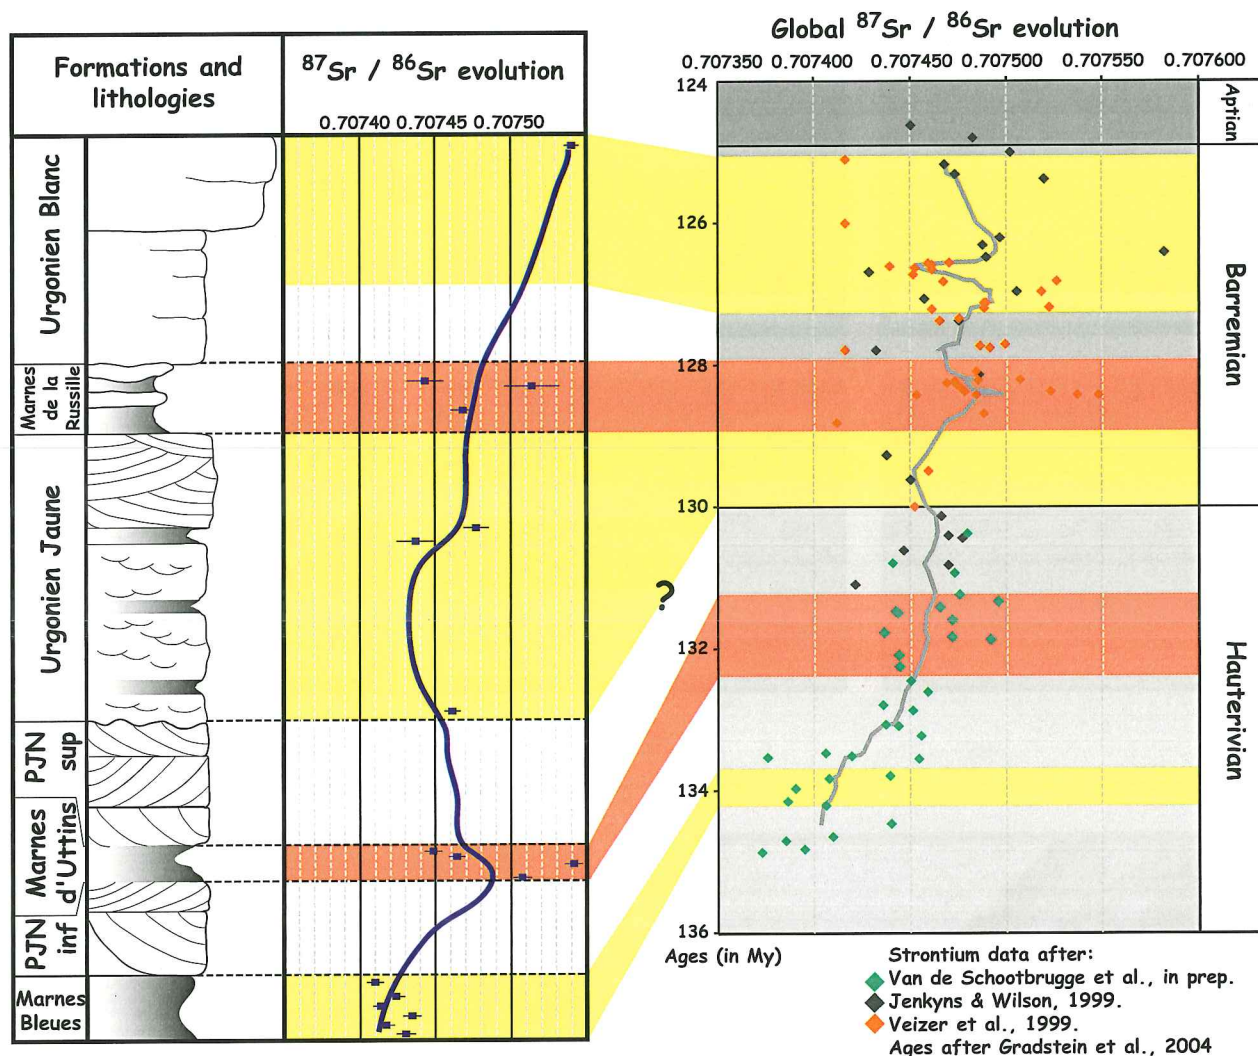 Formations and
lithologies
87Sr / 86Sr evolution
0.70740 0.70745 0.70750
Urgonien Blanc
Marnes
de la
Russille
Urgonien Jaune
PJN
sup
Marnes
d'Uttins
PJN
inf
Marnes
Bleues
?
Global 87Sr / 86Sr evolution
0.707350 0.707400 0.707450 0.707500 0.707550 0.707600
124
126
128
130
132
134
136
Aptian
Barremian
Hauterivian
Ages (in My)
Strontium data after:
Van de Schootbrugge et al., in prep.
Jenkyns & Wilson, 1999.
Veizer et al., 1999.
Ages after Gradstein et al., 2004